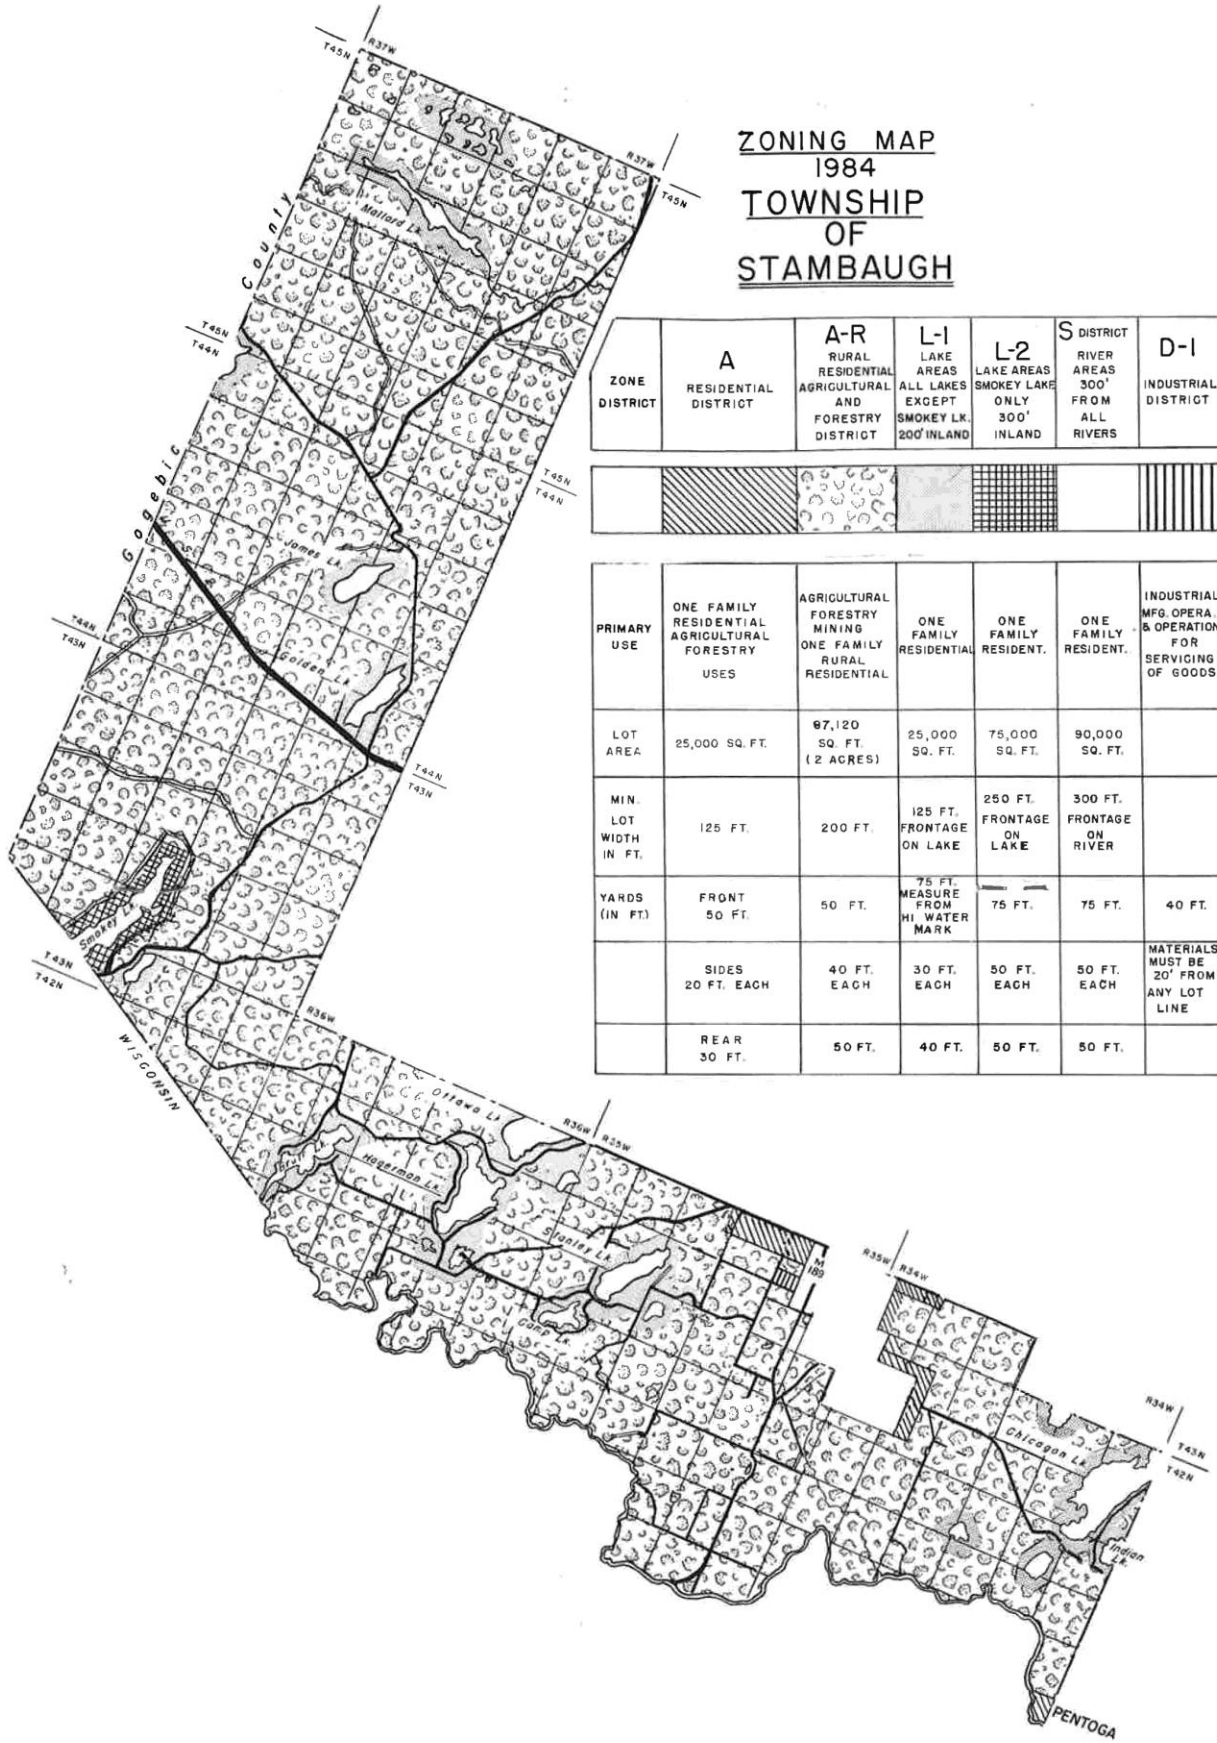 ZONING MAP
1984
TOWNSHIP
OF
STAMBAUGH
ZONE
DISTRICT
A
RESIDENTIAL
DISTRICT
A-R
RURAL
RESIDENTIAL
AGRICULTURAL
AND
FORESTRY
DISTRICT
L-1
LAKE
AREAS
ALL LAKES
EXCEPT
SMOKEY LK.
200' INLAND
L-2
LAKE AREAS
SMOKEY LAKE
ONLY
300'
INLAND
S DISTRICT
RIVER
AREAS
300'
FROM
ALL
RIVERS
D-1
INDUSTRIAL
DISTRICT
PRIMARY
USE
ONE FAMILY
RESIDENTIAL
AGRICULTURAL
FORESTRY
USES
AGRICULTURAL
FORESTRY
MINING
ONE FAMILY
RURAL
RESIDENTIAL
ONE
FAMILY
RESIDENTIAL
ONE
FAMILY
RESIDENT.
ONE
FAMILY
RESIDENT.
INDUSTRIAL
MFG. OPERA.
& OPERATION
FOR
SERVICING
OF GOODS
LOT
AREA
25,000 SQ. FT.
87,120
SQ. FT.
(2 ACRES)
25,000
SQ. FT.
75,000
SQ. FT.
90,000
SQ. FT.
MIN.
LOT
WIDTH
IN FT.
125 FT.
200 FT.
125 FT.
FRONTAGE
ON LAKE
250 FT.
FRONTAGE
ON
LAKE
300 FT.
FRONTAGE
ON
RIVER
YARDS
(IN FT.)
FRONT
50 FT.
50 FT.
75 FT.
MEASURE
FROM
HI WATER
MARK
75 FT.
75 FT.
40 FT.
SIDES
20 FT. EACH
40 FT.
EACH
30 FT.
EACH
50 FT.
EACH
50 FT.
EACH
MATERIALS
MUST BE
20' FROM
ANY LOT
LINE
REAR
30 FT.
50 FT.
40 FT.
50 FT.
50 FT.
T45N
R37W
R37W
T45N
Mallard Lk.
Gogebic County
T45N
T44N
T45N
T44N
James Lk.
T44N
T43N
Golden Lk.
T44N
T43N
Smokey Lk.
T43N
T42N
R36W
WISCONSIN
Ottawa Lk.
R36W R35W
Hagerman Lk.
Stanley Lk.
Camp Lk.
M
189
R35W R34W
R34W
T43N
T42N
Chicagon Lk.
Indian
Lk.
PENTOGA